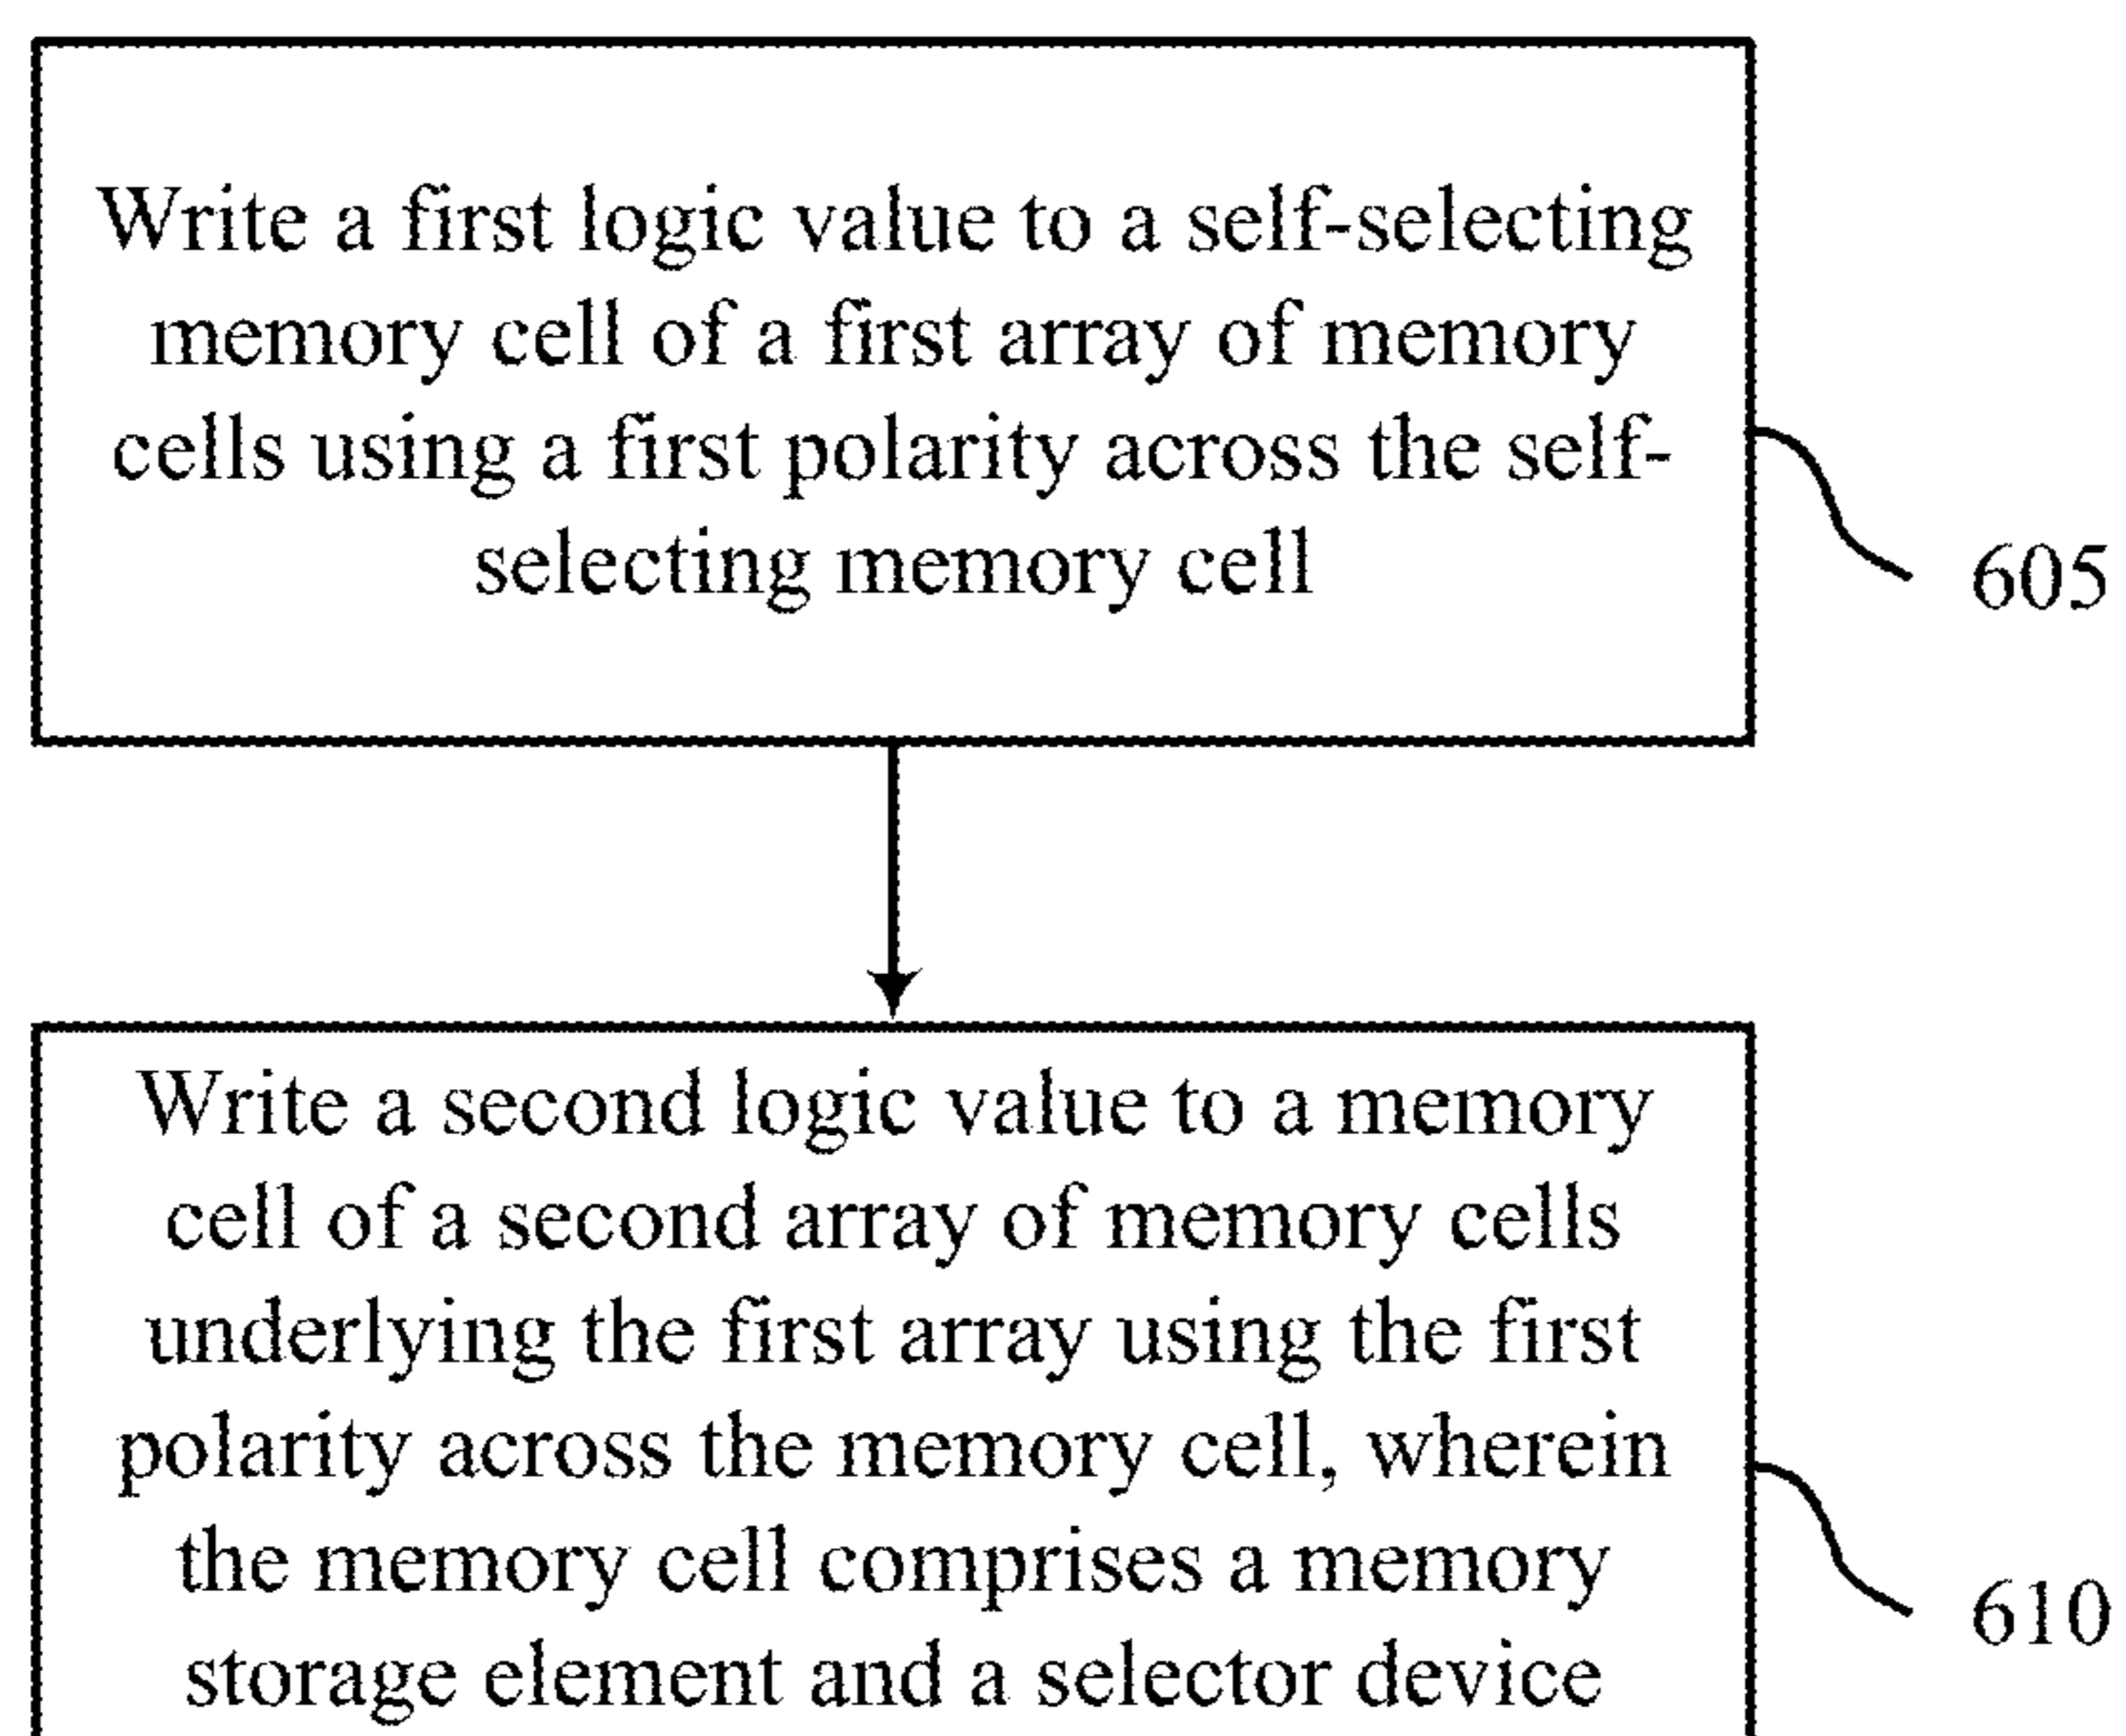 Write a first logic value to a self-selecting
memory cell of a first array of memory
cells using a first polarity across the self-
selecting memory cell
605
Write a second logic value to a memory
cell of a second array of memory cells
underlying the first array using the first
polarity across the memory cell, wherein
the memory cell comprises a memory
storage element and a selector device
610